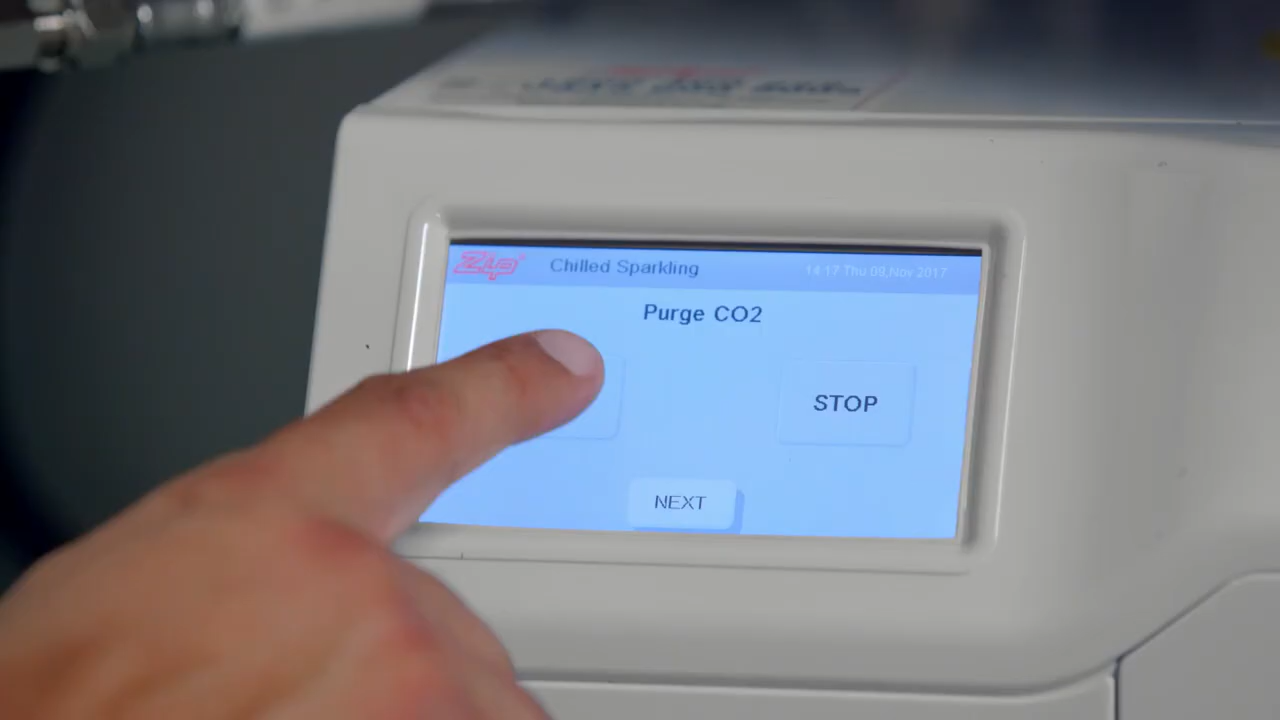 Zip
Chilled Sparkling
14:17 Thu 09,Nov 2017
Purge CO2
STOP
NEXT